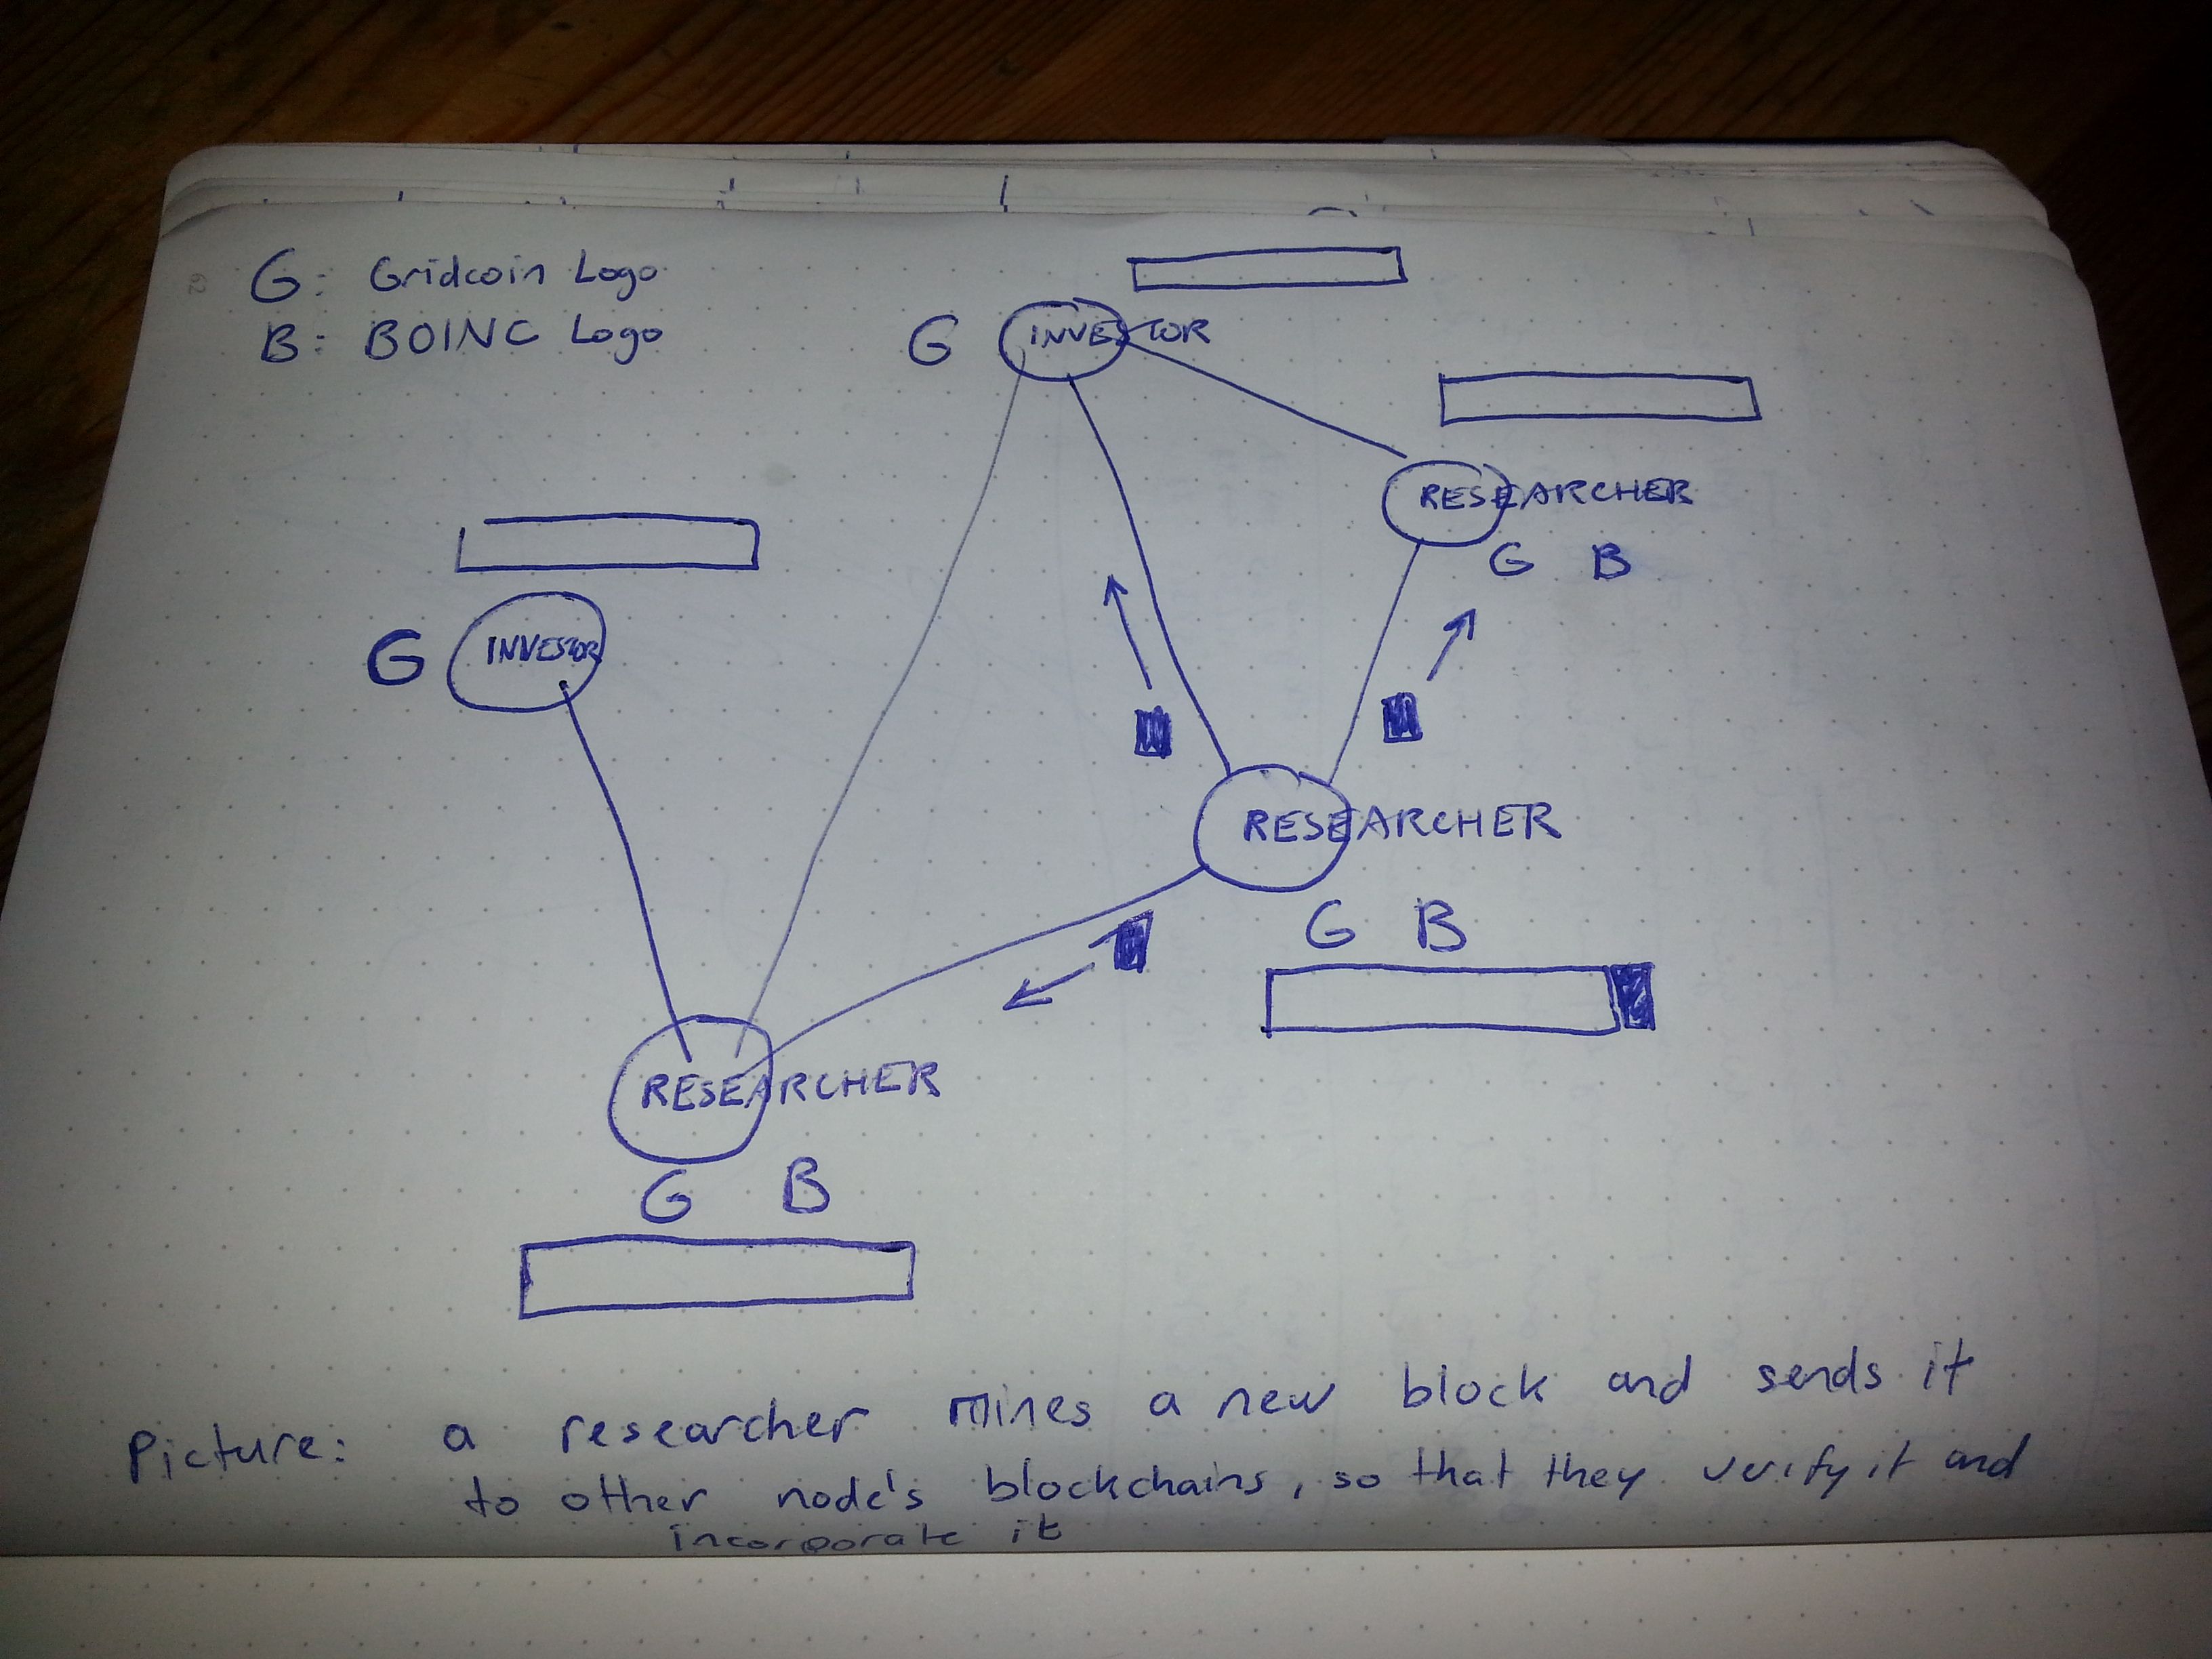 G: Gridcoin Logo
B: BOINC Logo
G INVESTOR
RESEARCHER
G B
G INVESTOR
RESEARCHER
G B
RESEARCHER
G B
Picture: a researcher mines a new block and sends it
to other node's blockchains, so that they verify it and
incorporate it